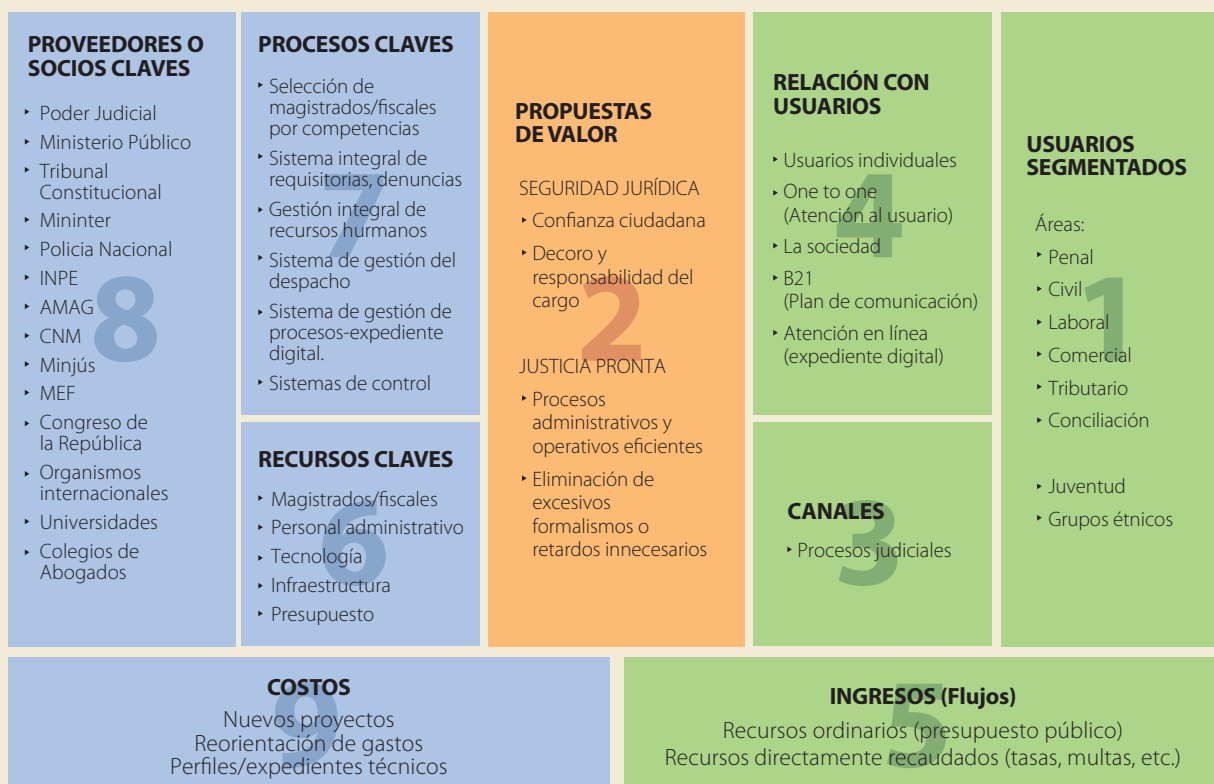 PROVEEDORES O
SOCIOS CLAVES
‣ Poder Judicial
‣ Ministerio Público
‣ Tribunal
Constitucional
‣ Mininter
‣ Policia Nacional
‣ INPE
‣ AMAG
‣ CNM
‣ Minjús
‣ MEF
‣ Congreso de
la República
‣ Organismos
internacionales
‣ Universidades
‣ Colegios de
Abogados
8
PROCESOS CLAVES
‣ Selección de
magistrados/fiscales
por competencias
‣ Sistema integral de
requisitorias, denuncias
‣ Gestión integral de
recursos hurmanos
‣ Sistema de gestión del
despacho
‣ Sistema de gestión de
procesos-expediente
digital.
‣ Sistemas de control
7
RECURSOS CLAVES
‣ Magistrados/fiscales
‣ Personal administrativo
‣ Tecnología
‣ Infraestructura
‣ Presupuesto
6
PROPUESTAS
DE VALOR
SEGURIDAD JURÍDICA
‣ Confianza ciudadana
‣ Decoro y
responsabilidad del
cargo
2
JUSTICIA PRONTA
‣ Procesos
administrativos y
operativos eficientes
‣ Eliminación de
excesivos
formalismos o
retardos innecesarios
RELACIÓN CON
USUARIOS
‣ Usuarios individuales
‣ One to one
(Atención al usuario)
‣ La sociedad
‣ B21
(Plan de comunicación)
‣ Atención en línea
(expediente digital)
4
CANALES
‣ Procesos judiciales
3
USUARIOS
SEGMENTADOS
Áreas:
‣ Penal
‣ Civil
‣ Laboral
‣ Comercial
‣ Tributario
‣ Conciliación
‣ Juventud
‣ Grupos étnicos
1
COSTOS
Nuevos proyectos
Reorientación de gastos
Perfiles/expedientes técnicos
9
INGRESOS (Flujos)
Recursos ordinarios (presupuesto público)
Recursos directamente recaudados (tasas, multas, etc.)
5